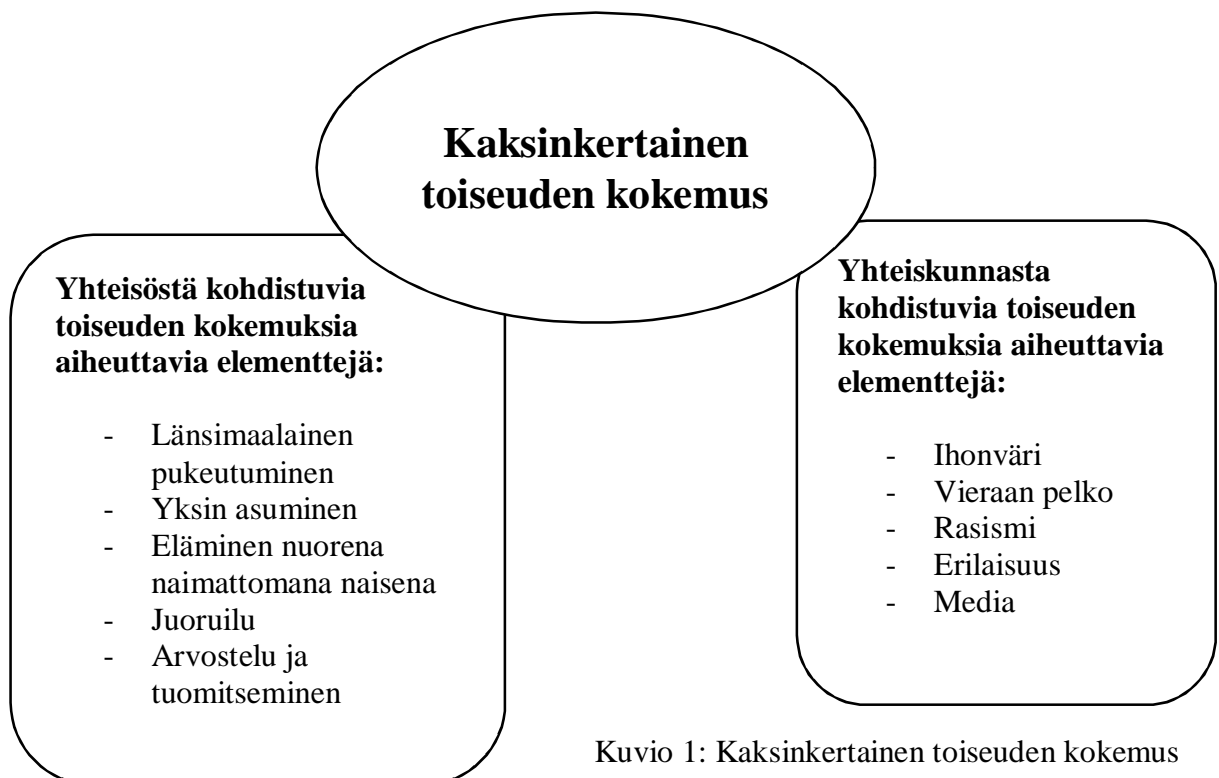 Kaksinkertainen
toiseuden kokemus
Yhteisöstä kohdistuvia
toiseuden kokemuksia
aiheuttavia elementtejä:
- Länsimaalainen
pukeutuminen
- Yksin asuminen
- Eläminen nuorena
naimattomana naisena
- Juoruilu
- Arvostelu ja
tuomitseminen
Yhteiskunnasta
kohdistuvia toiseuden
kokemuksia aiheuttavia
elementtejä:
- Ihonväri
- Vieraan pelko
- Rasismi
- Erilaisuus
- Media
Kuvio 1: Kaksinkertainen toiseuden kokemus